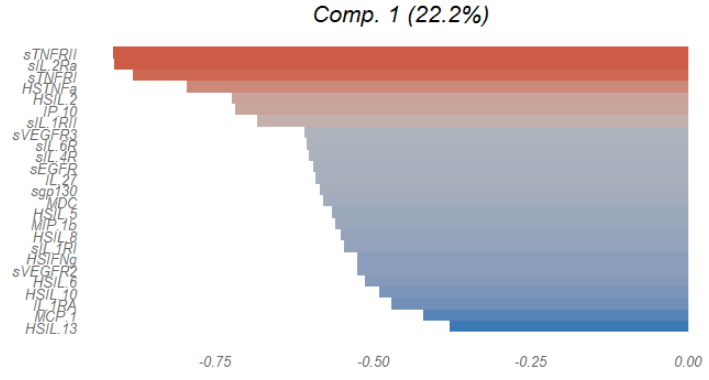 Comp. 1 (22.2%)
sTNFRII
sIL.2Ra
sTNFRI
HSTNFa
HSIL.2
IP.10
sIL.1RII
sVEGFR3
sIL.6R
sIL.4R
sEGFR
IL.27
sgp130
MDC
HSIL.5
MIP.1b
HSIL.8
sIL.1RI
HSIFNg
sVEGFR2
HSIL.6
HSIL.10
IL.1RA
MCP.1
HSIL.13
-0.75 -0.50 -0.25 0.00